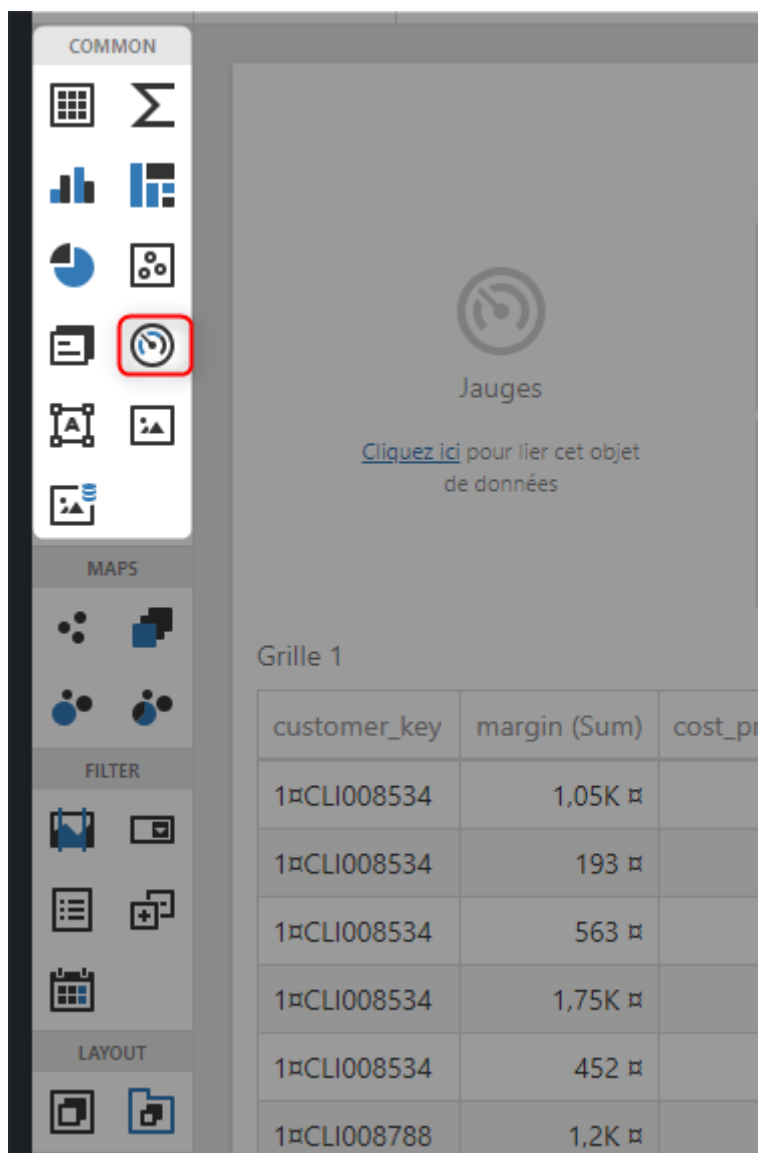 COMMON
A
Jauges
Cliquez ici pour lier cet objet
de données
MAPS
Grille 1
customer_key margin (Sum)
FILTER
1¤CLI008534 1,05K ¤
1¤CLI008534 193 ¤
1¤CLI008534 563 ¤
1¤CLI008534 1,75K ¤
LAYOUT
1¤CLI008534 452 ¤
1¤CLI008788 1,2K ¤